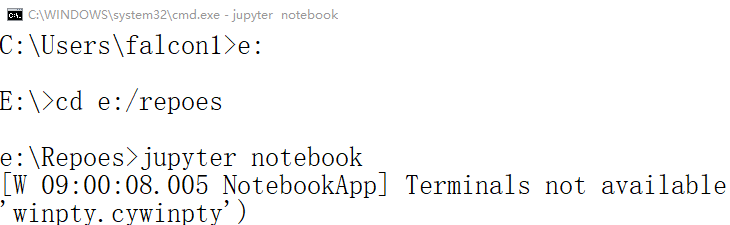 C:\WINDOWS\system32\cmd.exe - jupyter  notebook
C:\Users\falcon1>e:
E:\>cd e:/repoes
e:\Repoes>jupyter notebook
[W 09:00:08.005 NotebookApp] Terminals not available
'winpty.cywinpty')